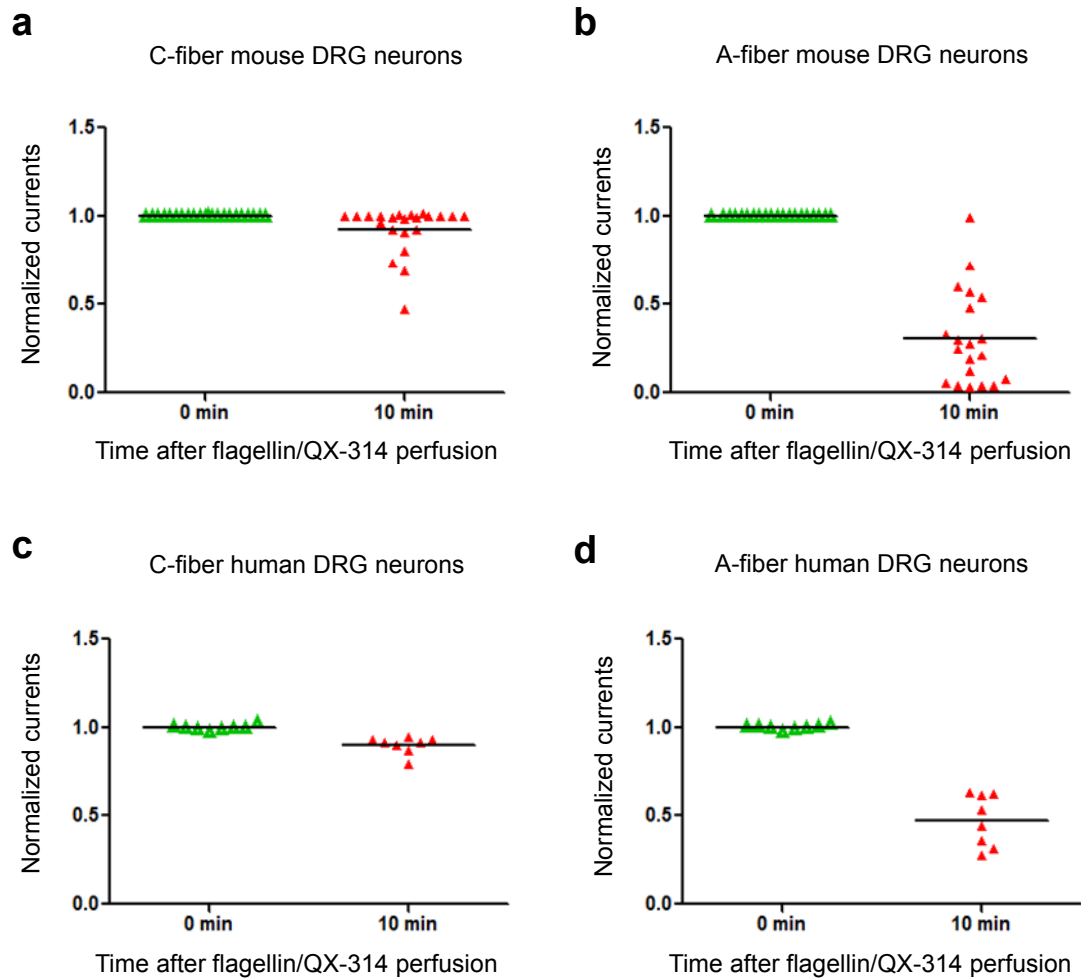 a
C-fiber mouse DRG neurons
Normalized currents
1.5
1.0
0.5
0.0
0 min 10 min
Time after flagellin/QX-314 perfusion
b
A-fiber mouse DRG neurons
Normalized currents
1.5
1.0
0.5
0.0
0 min 10 min
Time after flagellin/QX-314 perfusion
c
C-fiber human DRG neurons
Normalized currents
1.5
1.0
0.5
0.0
0 min 10 min
Time after flagellin/QX-314 perfusion
d
A-fiber human DRG neurons
Normalized currents
1.5
1.0
0.5
0.0
0 min 10 min
Time after flagellin/QX-314 perfusion